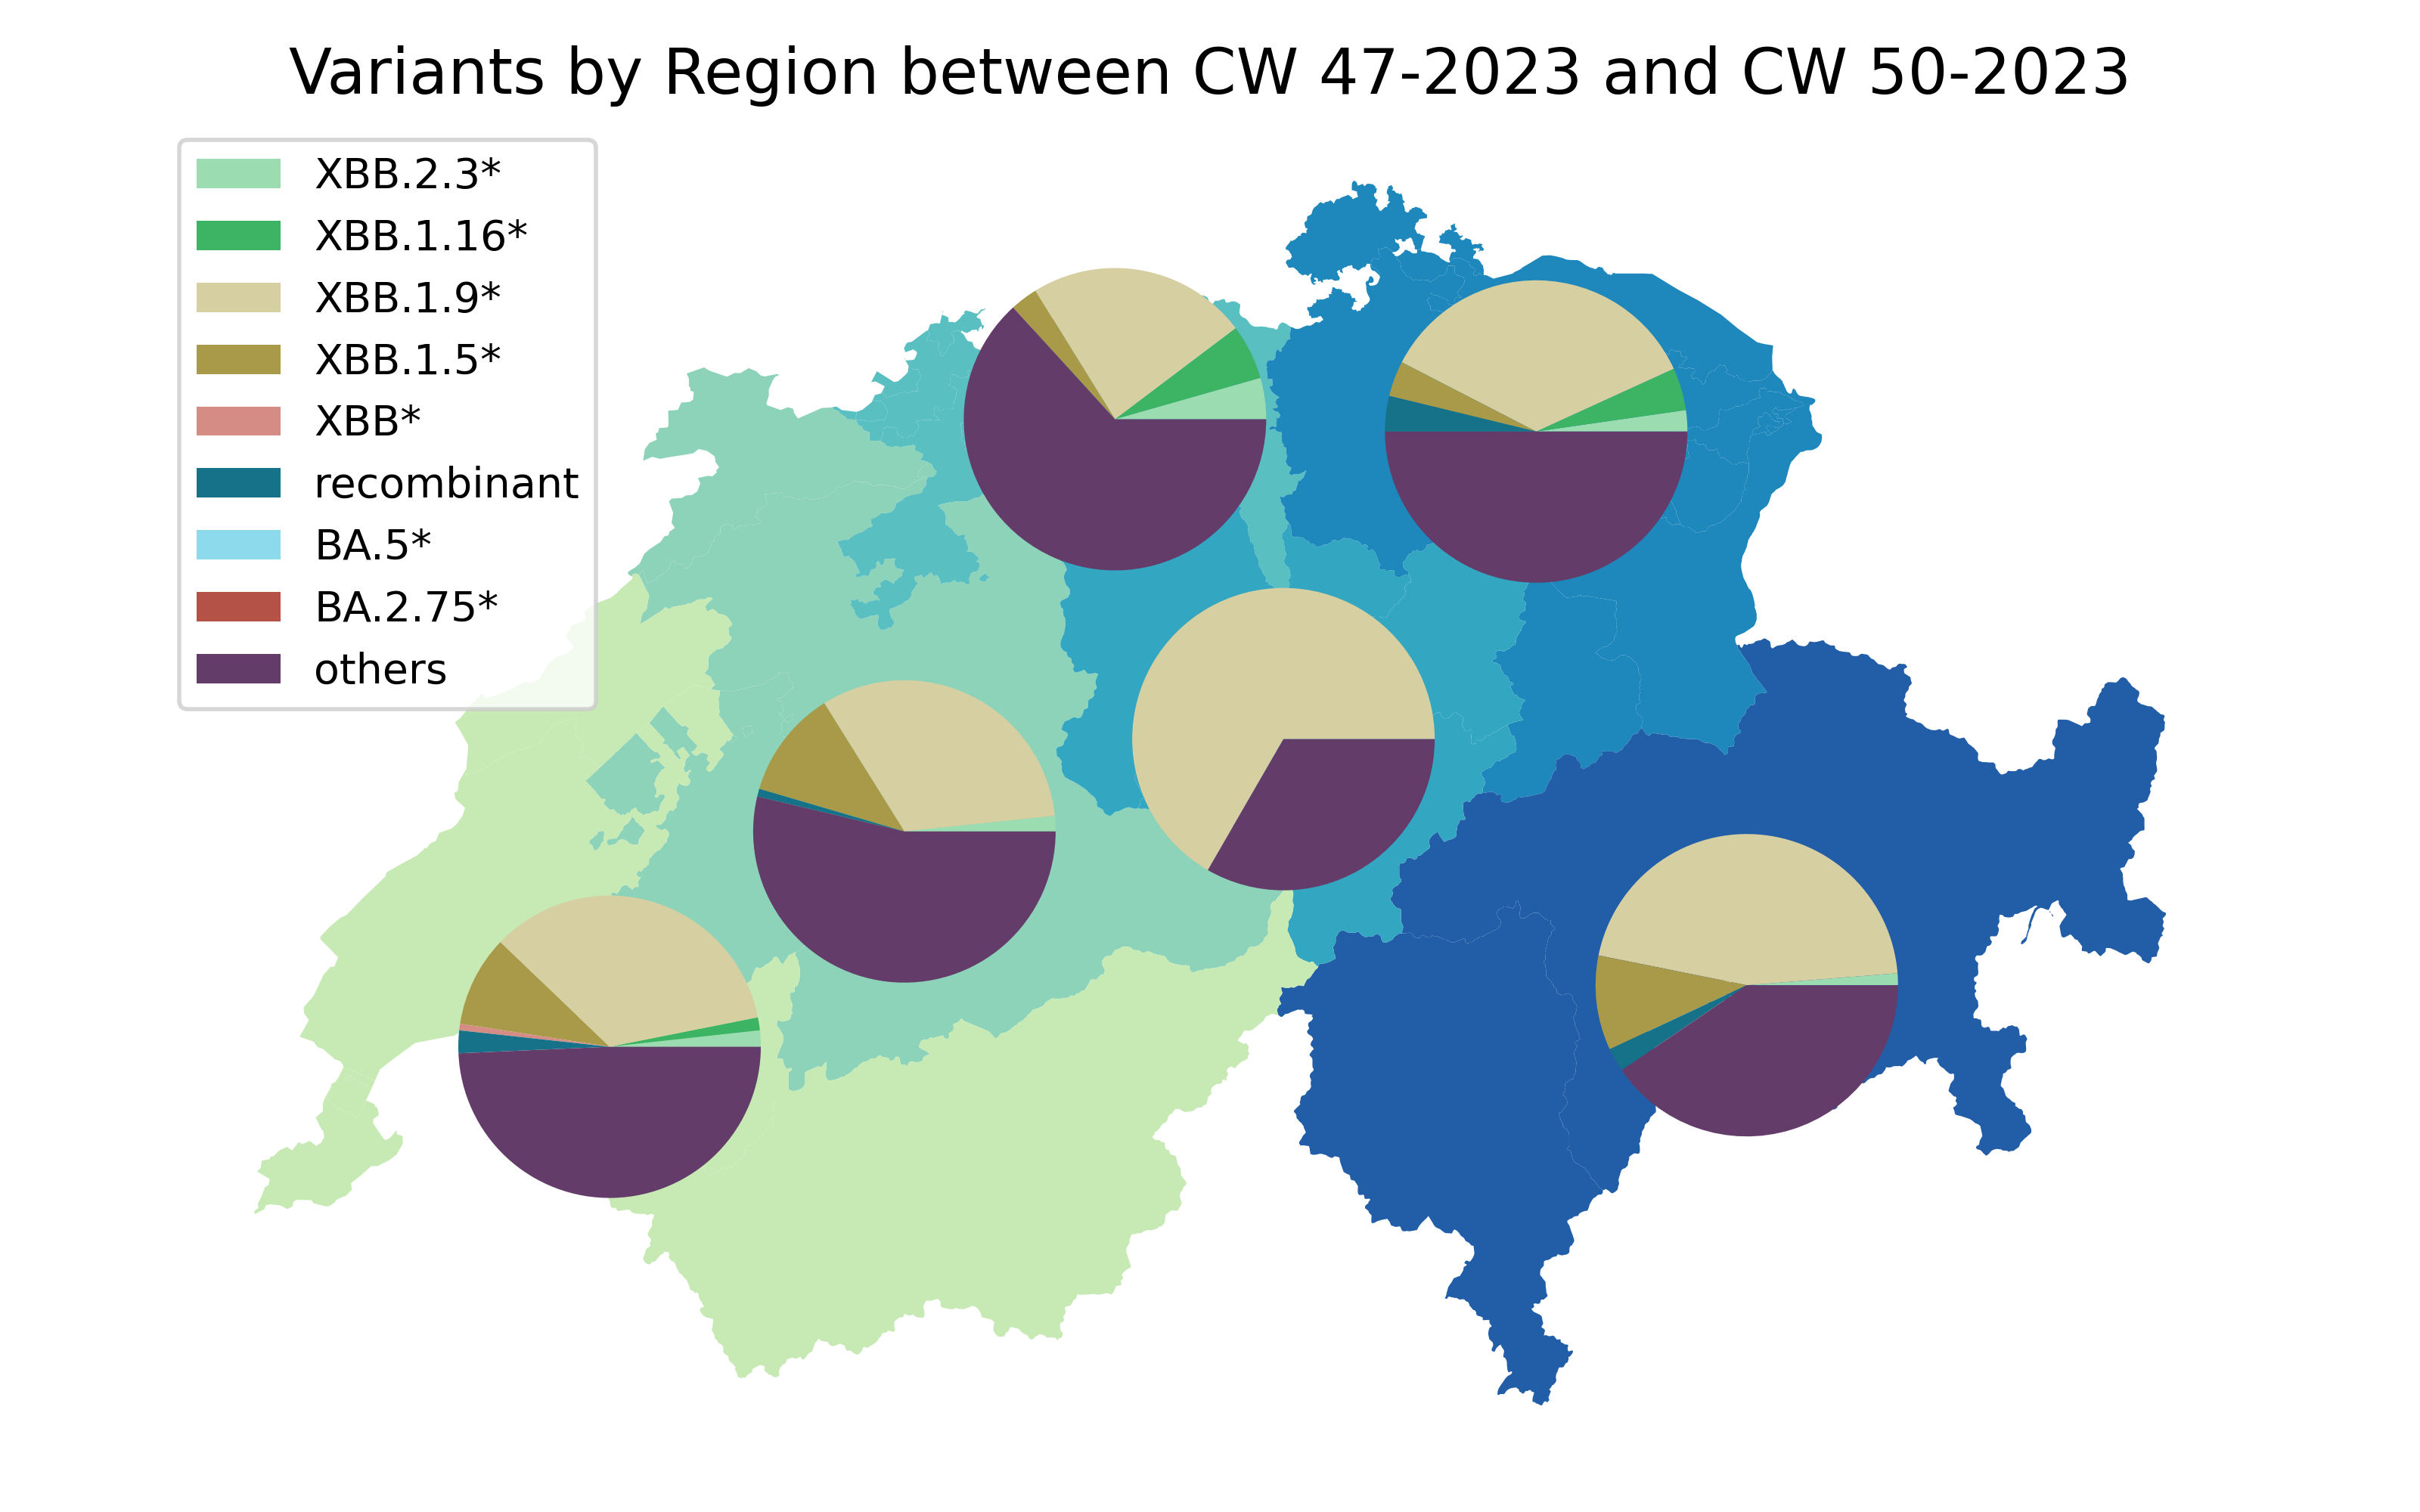 Variants by Region between CW 47-2023 and CW 50-2023
XBB.2.3*
XBB.1.16*
XBB.1.9*
XBB.1.5*
XBB*
recombinant
BA.5*
BA.2.75*
others